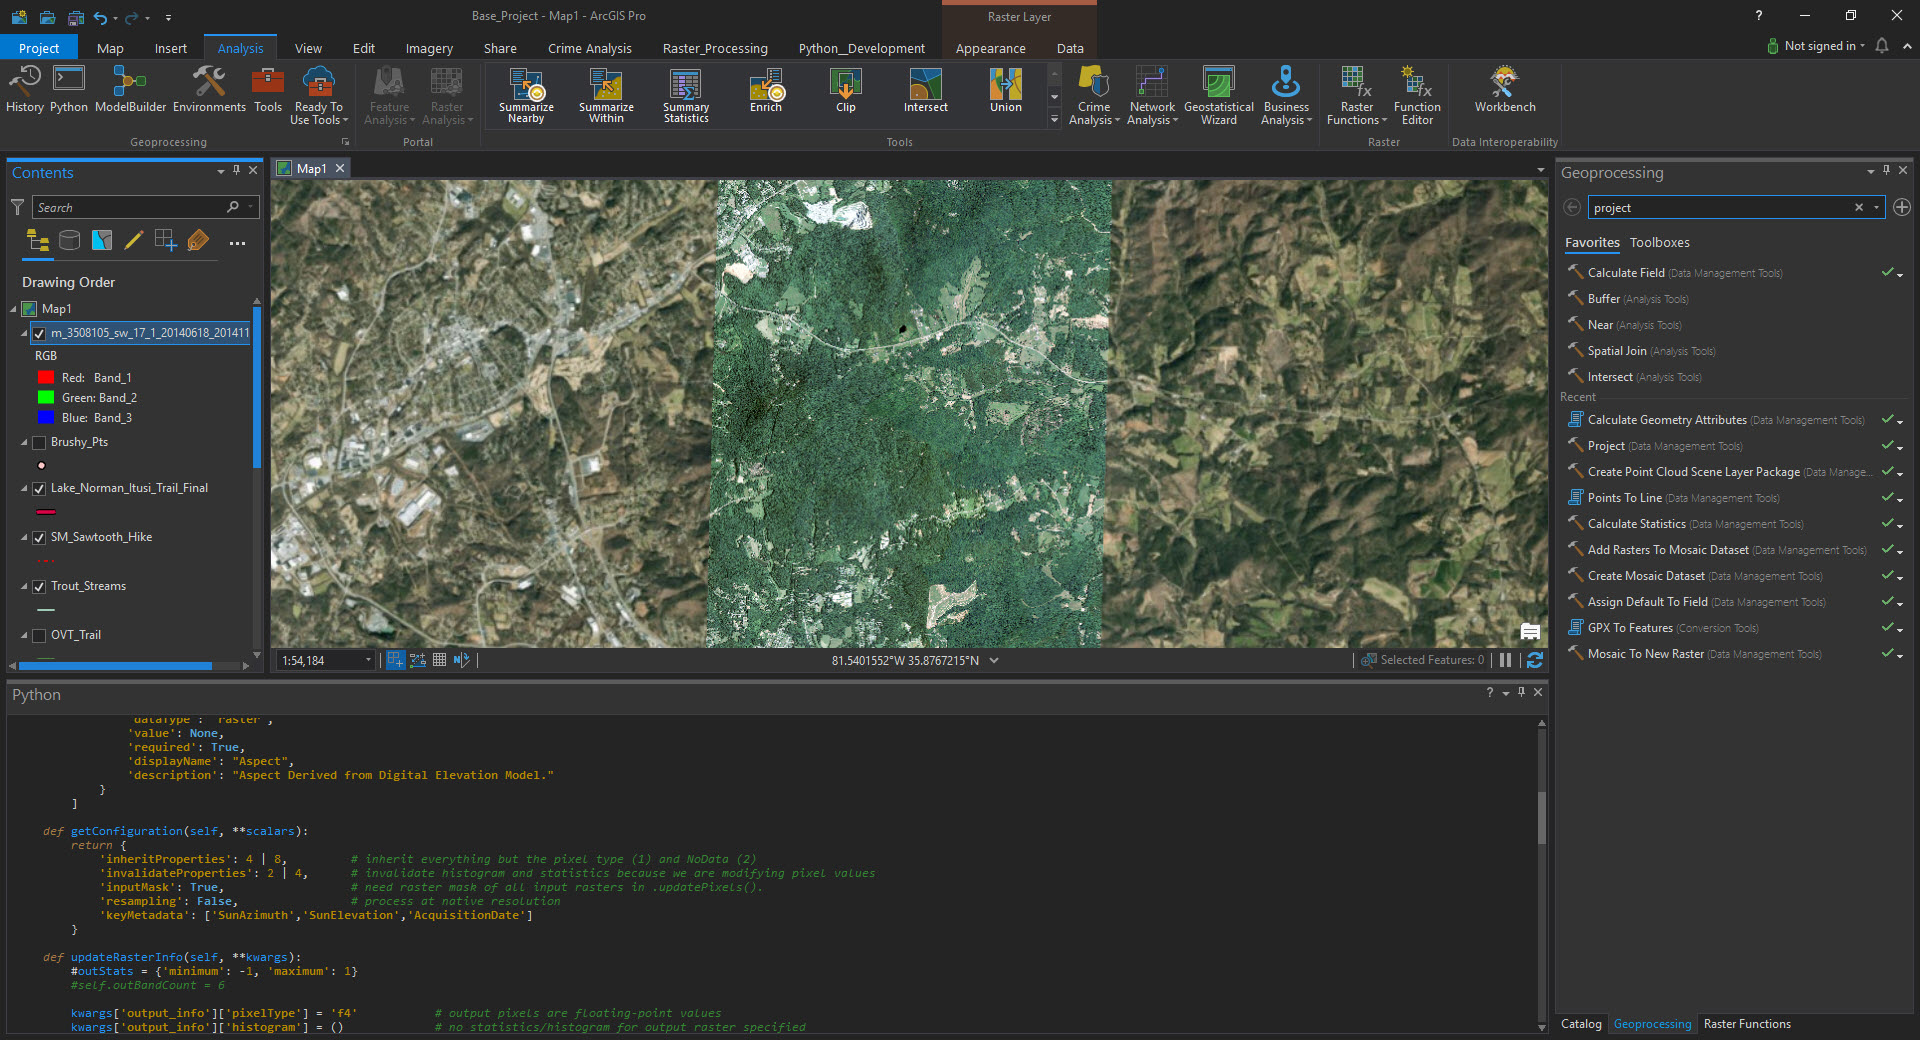 Base_Project - Map1 - ArcGIS Pro
Raster Layer
?
Project Map Insert Analysis View Edit Imagery Share Crime Analysis Raster_Processing Python__Development Appearance Data
Not signed in
History Python ModelBuilder Environments Tools Ready To Use Tools
Feature Analysis Raster Analysis
Summarize Nearby Summarize Within Summary Statistics Enrich Clip Intersect Union
Crime Analysis Network Analysis Geostatistical Wizard Business Analysis
Raster Functions Function Editor Workbench
Geoprocessing Portal Tools Raster Data Interoperability
Contents
Search
Drawing Order
Map1
m_3508105_sw_17_1_20140618_201411
RGB
Red: Band_1
Green: Band_2
Blue: Band_3
Brushy_Pts
Lake_Norman_Itusi_Trail_Final
SM_Sawtooth_Hike
Trout_Streams
OVT_Trail
Map1
1:54,184
81.5401552°W 35.8767215°N
Selected Features: 0
Python
?
'dataType': 'raster',
'value': None,
'required': True,
'displayName': "Aspect",
'description': "Aspect Derived from Digital Elevation Model."
}
]
def getConfiguration(self, **scalars):
return {
'inheritProperties': 4 | 8, # inherit everything but the pixel type (1) and NoData (2)
'invalidateProperties': 2 | 4, # invalidate histogram and statistics because we are modifying pixel values
'inputMask': True, # need raster mask of all input rasters in .updatePixels().
'resampling': False, # process at native resolution
'keyMetadata': ['SunAzimuth','SunElevation','AcquisitionDate']
}
def updateRasterInfo(self, **kwargs):
#outStats = {'minimum': -1, 'maximum': 1}
#self.outBandCount = 6
kwargs['output_info']['pixelType'] = 'f4' # output pixels are floating-point values
kwargs['output_info']['histogram'] = () # no statistics/histogram for output raster specified
Geoprocessing
project
Favorites Toolboxes
Calculate Field (Data Management Tools)
Buffer (Analysis Tools)
Near (Analysis Tools)
Spatial Join (Analysis Tools)
Intersect (Analysis Tools)
Recent
Calculate Geometry Attributes (Data Management Tools)
Project (Data Management Tools)
Create Point Cloud Scene Layer Package (Data Manage...
Points To Line (Data Management Tools)
Calculate Statistics (Data Management Tools)
Add Rasters To Mosaic Dataset (Data Management Tools)
Create Mosaic Dataset (Data Management Tools)
Assign Default To Field (Data Management Tools)
GPX To Features (Conversion Tools)
Mosaic To New Raster (Data Management Tools)
Catalog Geoprocessing Raster Functions